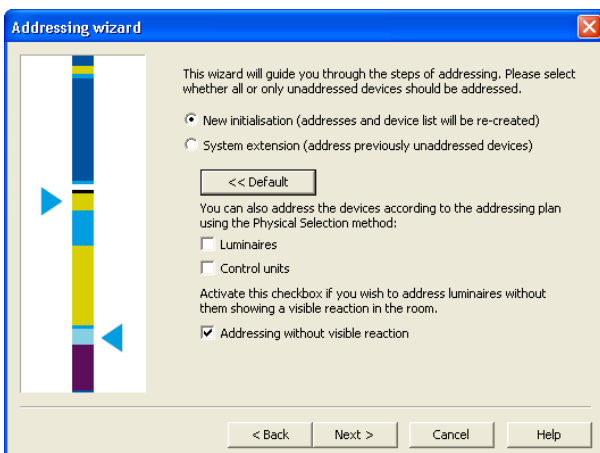 Addressing wizard
This wizard will guide you through the steps of addressing. Please select
whether all or only unaddressed devices should be addressed.
New initialisation (addresses and device list will be re-created)
System extension (address previously unaddressed devices)
<< Default
You can also address the devices according to the addressing plan
using the Physical Selection method:
Luminaires
Control units
Activate this checkbox if you wish to address luminaires without
them showing a visible reaction in the room.
Addressing without visible reaction
< Back
Next >
Cancel
Help